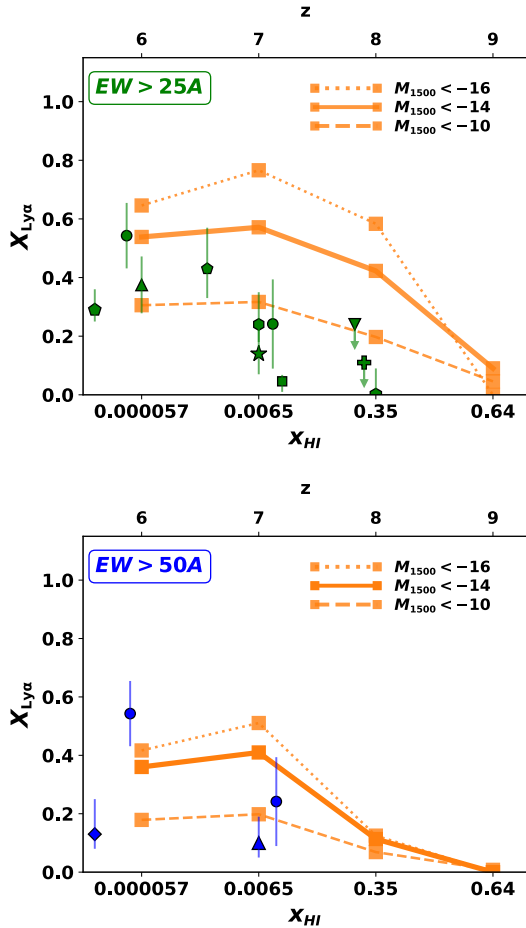 z
6 7 8 9
EW > 25A
M1500 < −16
M1500 < −14
M1500 < −10
1.0
0.8
0.6
0.4
0.2
0.0
XLyα
0.000057 0.0065 0.35 0.64
xHI
z
6 7 8 9
EW > 50A
M1500 < −16
M1500 < −14
M1500 < −10
1.0
0.8
0.6
0.4
0.2
0.0
XLyα
0.000057 0.0065 0.35 0.64
xHI